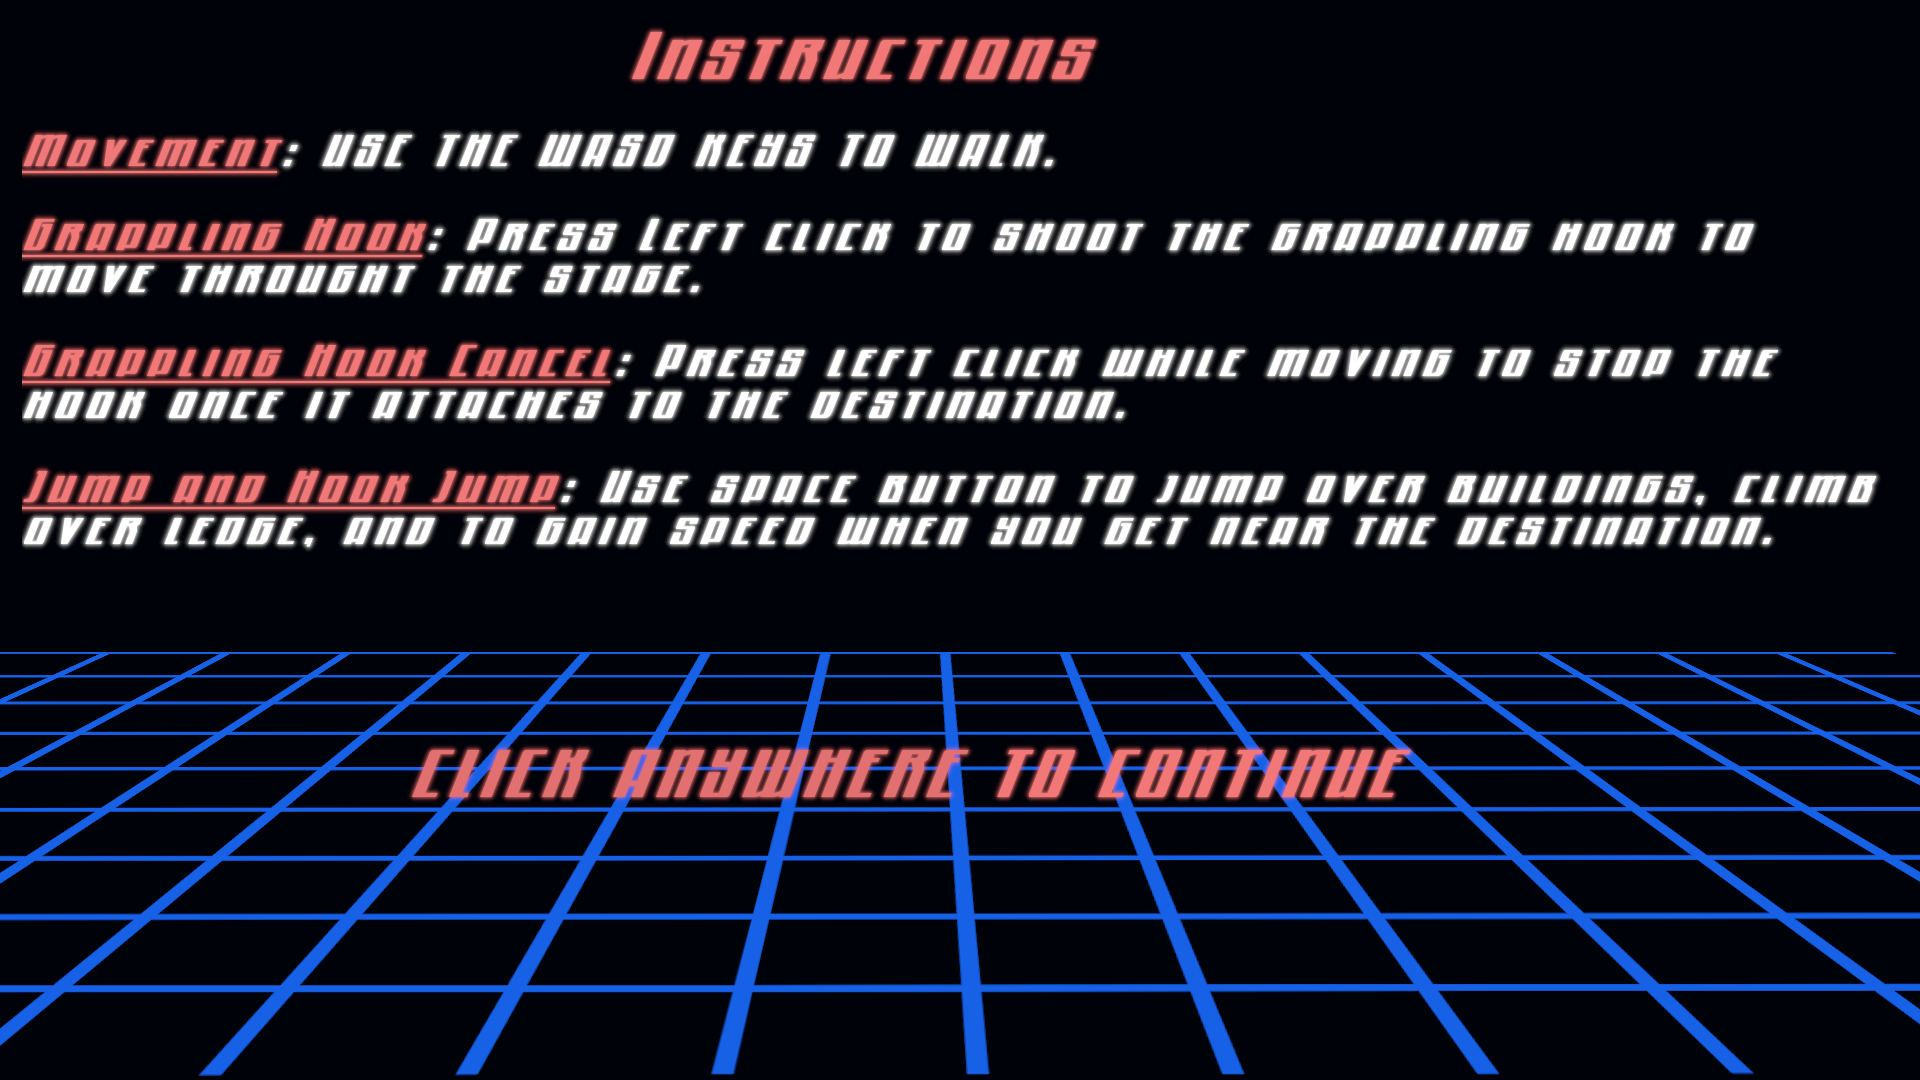 Instructions
Movement: USE THE WASD KEYS TO WALK.
Grappling Hook: Press Left click to shoot the grappling hook to
move throught the stage.
Grappling Hook Cancel: Press left click while moving to stop the
hook once it attaches to the destination.
Jump and Hook Jump: Use space button to jump over buildings, climb
over ledge, and to gain speed when you get near the destination.
CLICK ANYWHERE TO CONTINUE